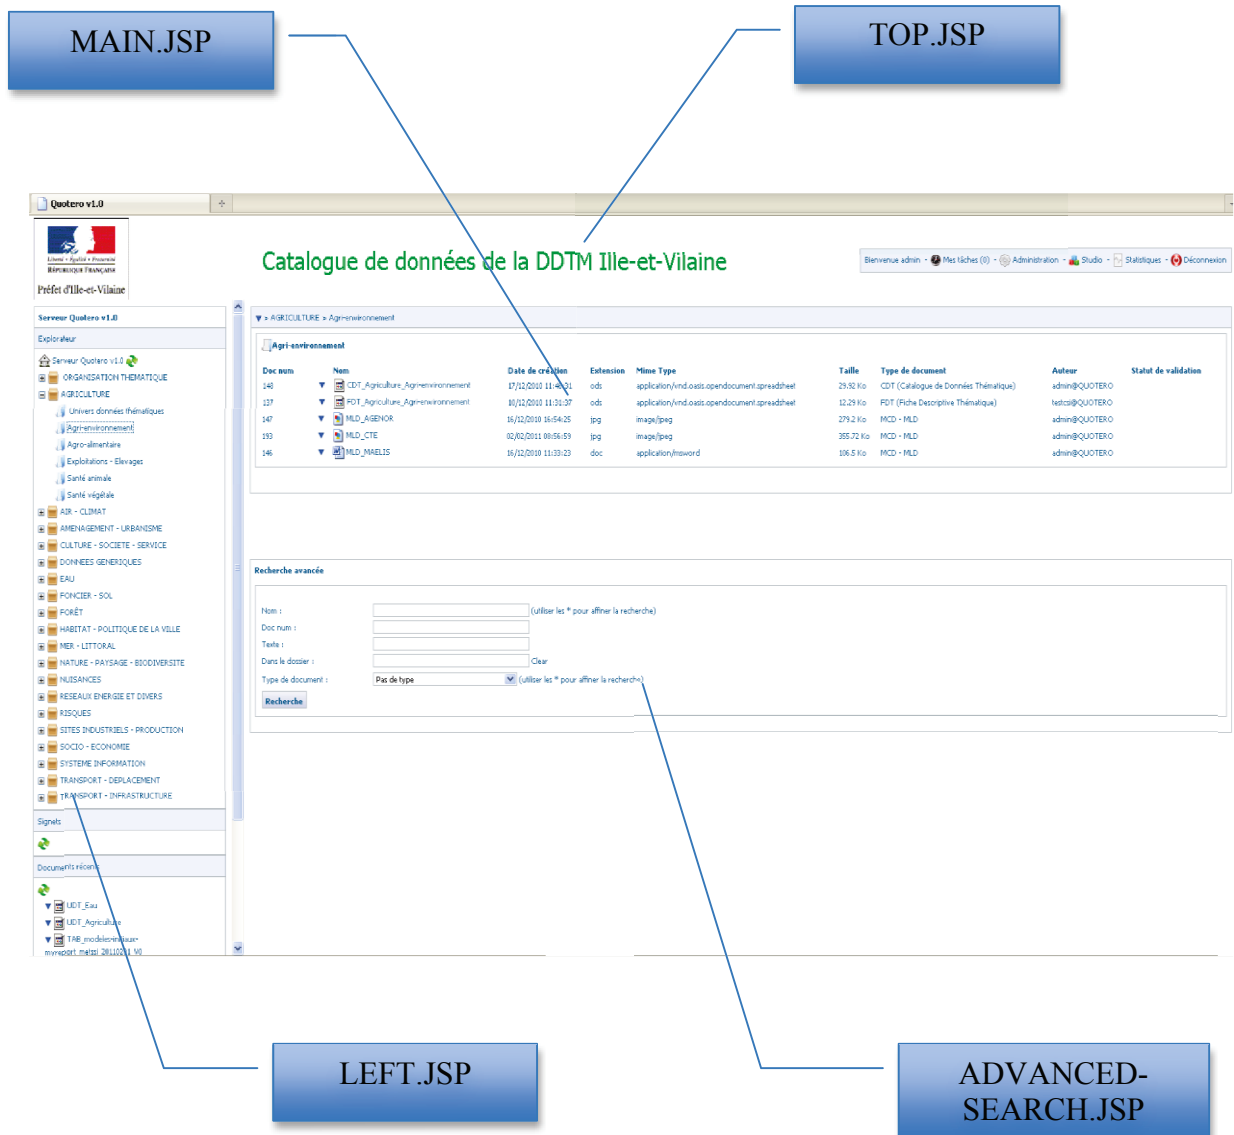 MAIN.JSP
TOP.JSP
Quotero v1.0
Liberté • Égalité • Fraternité
RÉPUBLIQUE FRANÇAISE
Préfet d'Ille-et-Vilaine
Catalogue de données de la DDTM Ille-et-Vilaine
Bienvenue admin - Mes tâches (0) - Administration - Studio - Statistiques - Déconnexion
Serveur Quotero v1.0
Explorateur
Serveur Quotero v1.0
ORGANISATION THEMATIQUE
AGRICULTURE
Univers données thématiques
Agri-environnement
Agro-alimentaire
Exploitations - Elevages
Santé animale
Santé végétale
AIR - CLIMAT
AMENAGEMENT - URBANISME
CULTURE - SOCIETE - SERVICE
DONNEES GENERIQUES
EAU
FONCIER - SOL
FORÊT
HABITAT - POLITIQUE DE LA VILLE
MER - LITTORAL
NATURE - PAYSAGE - BIODIVERSITE
NUISANCES
RESEAUX ENERGIE ET DIVERS
RISQUES
SITES INDUSTRIELS - PRODUCTION
SOCIO - ECONOMIE
SYSTEME INFORMATION
TRANSPORT - DEPLACEMENT
TRANSPORT - INFRASTRUCTURE
Signets
Documents récents
UDT_Eau
UDT_Agriculture
TAB_modeles-initiaux-
myreport_melssi_20110201_V0
» AGRICULTURE » Agri-environnement
Agri-environnement
Doc num Nom Date de création Extension Mime Type Taille Type de document Auteur Statut de validation
148 CDT_Agriculture_Agri-environnement 17/12/2010 11:48:31 ods application/vnd.oasis.opendocument.spreadsheet 29.92 Ko CDT (Catalogue de Données Thématique) admin@QUOTERO
137 FDT_Agriculture_Agri-environnement 10/12/2010 11:31:37 ods application/vnd.oasis.opendocument.spreadsheet 12.29 Ko FDT (Fiche Descriptive Thématique) testcsi@QUOTERO
147 MLD_AGENOR 16/12/2010 16:54:25 jpg image/jpeg 279.2 Ko MCD - MLD admin@QUOTERO
193 MLD_CTE 02/02/2011 08:56:59 jpg image/jpeg 355.72 Ko MCD - MLD admin@QUOTERO
146 MLD_MAELIS 16/12/2010 11:33:23 doc application/msword 106.5 Ko MCD - MLD admin@QUOTERO
Recherche avancée
Nom : (utiliser les * pour affiner la recherche)
Doc num :
Texte :
Dans le dossier : Clear
Type de document : Pas de type (utiliser les * pour affiner la recherche)
Recherche
LEFT.JSP
ADVANCED-
SEARCH.JSP